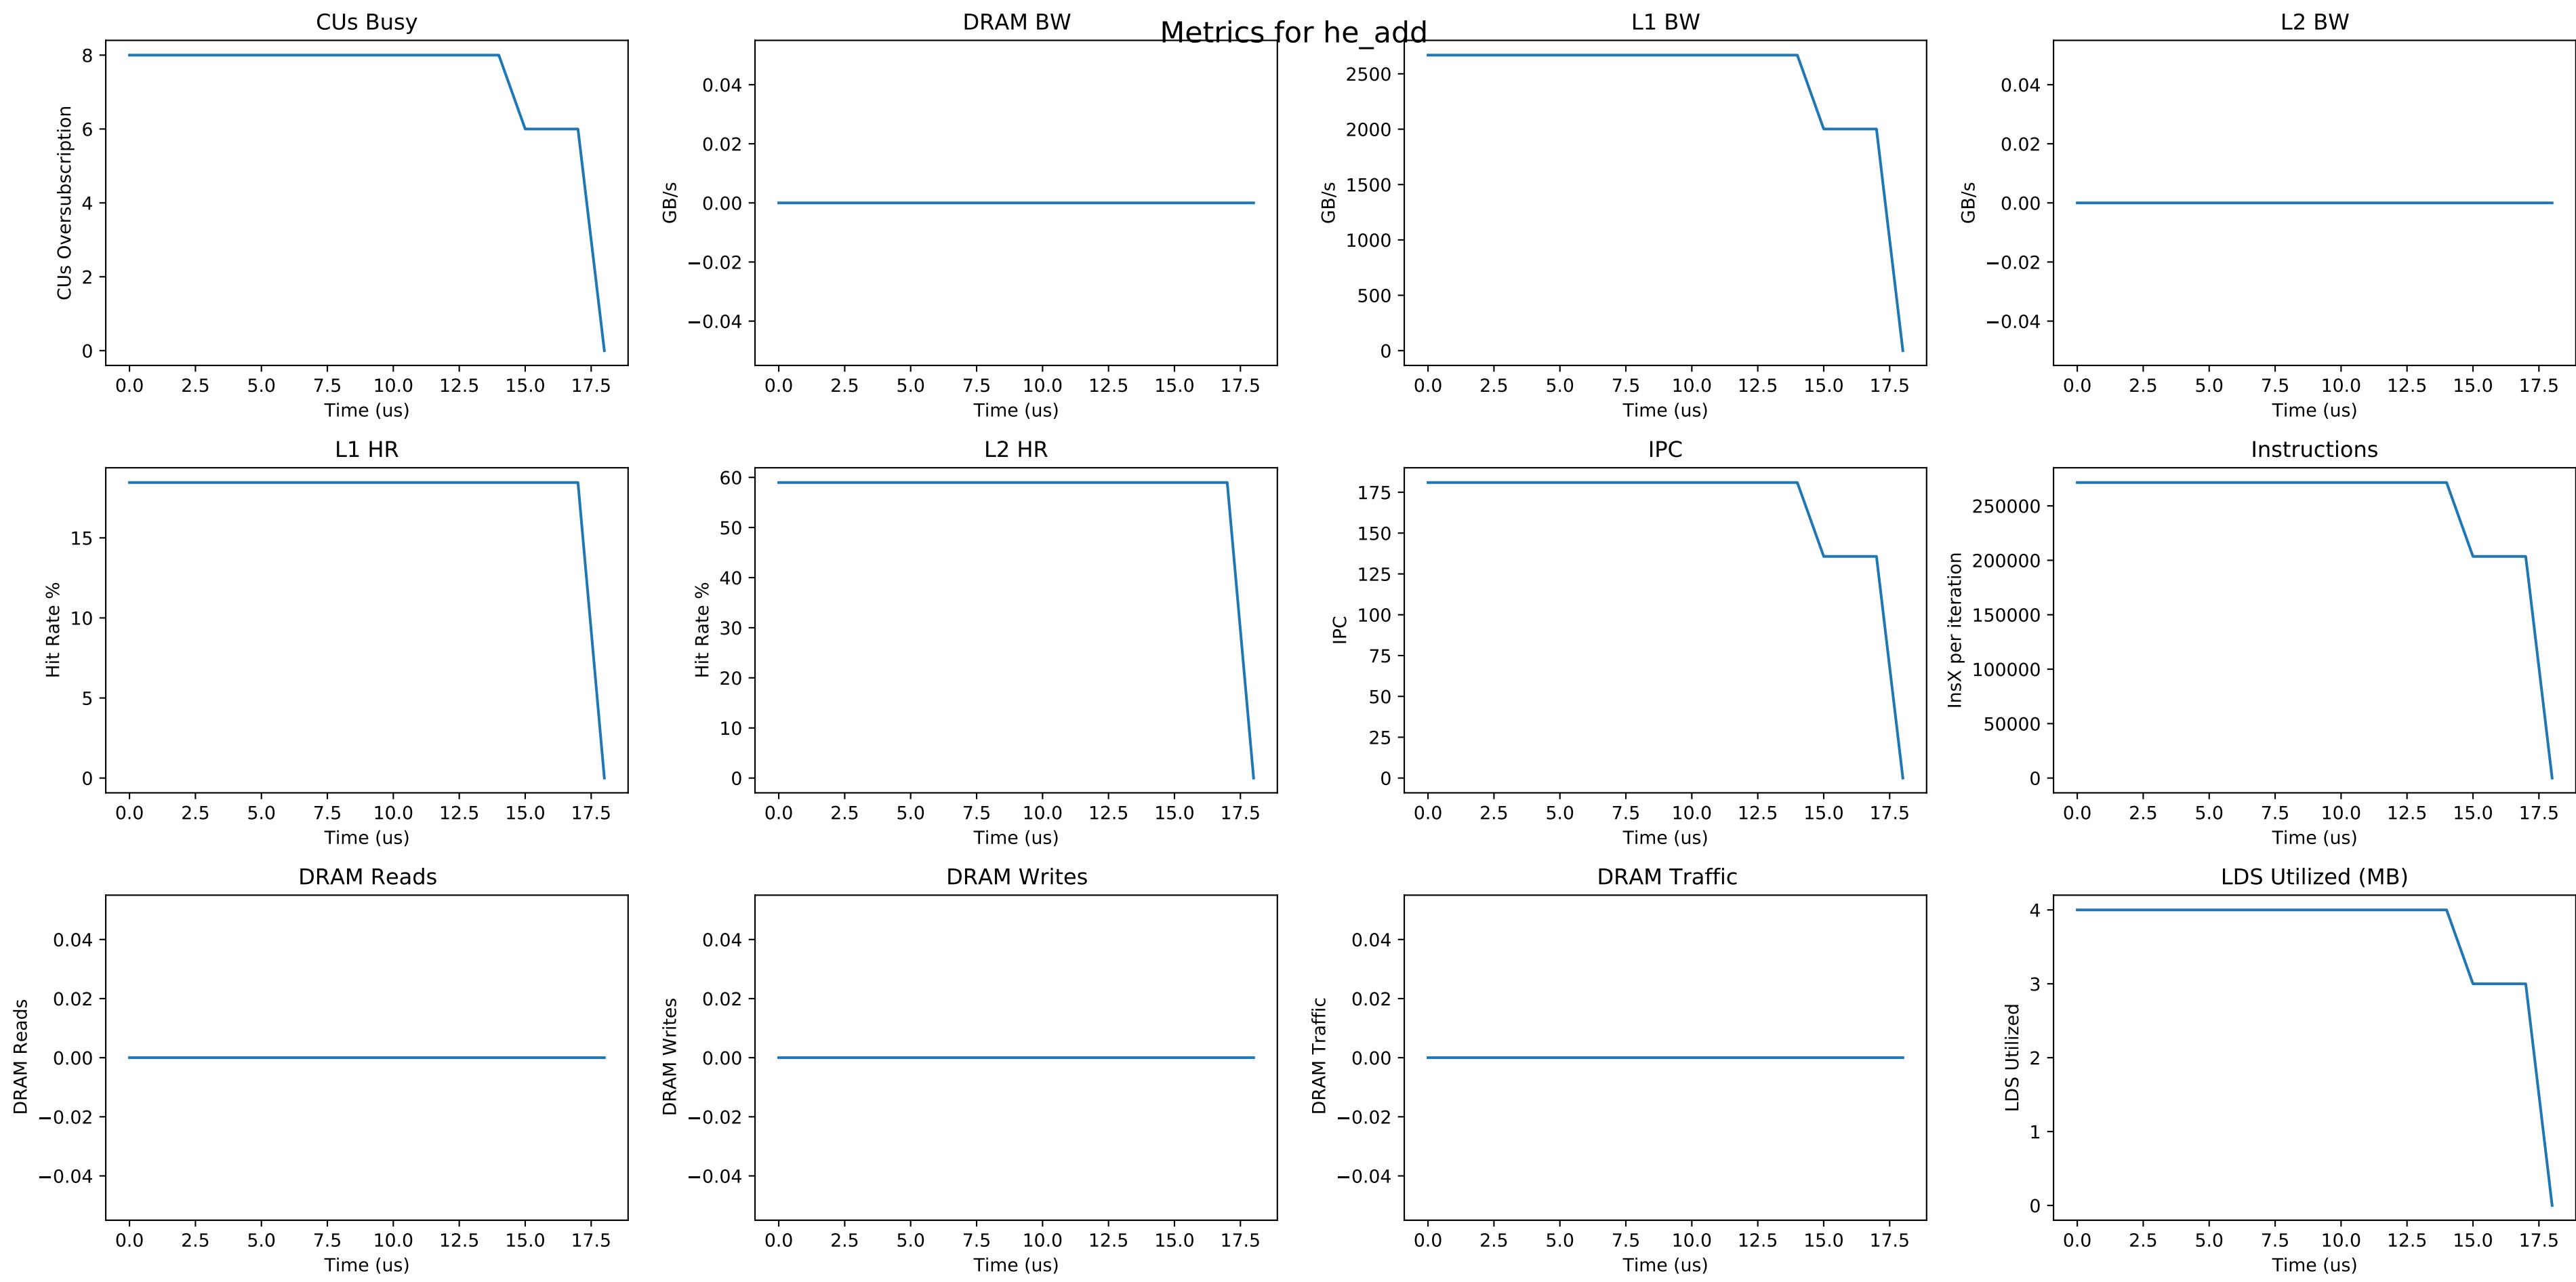 Metrics for he_add
CUs Busy
CUs Oversubscription
8
6
4
2
0
0.0 2.5 5.0 7.5 10.0 12.5 15.0 17.5
Time (us)
DRAM BW
GB/s
0.04
0.02
0.00
−0.02
−0.04
0.0 2.5 5.0 7.5 10.0 12.5 15.0 17.5
Time (us)
L1 BW
GB/s
2500
2000
1500
1000
500
0
0.0 2.5 5.0 7.5 10.0 12.5 15.0 17.5
Time (us)
L2 BW
GB/s
0.04
0.02
0.00
−0.02
−0.04
0.0 2.5 5.0 7.5 10.0 12.5 15.0 17.5
Time (us)
L1 HR
Hit Rate %
15
10
5
0
0.0 2.5 5.0 7.5 10.0 12.5 15.0 17.5
Time (us)
L2 HR
Hit Rate %
60
50
40
30
20
10
0
0.0 2.5 5.0 7.5 10.0 12.5 15.0 17.5
Time (us)
IPC
IPC
175
150
125
100
75
50
25
0
0.0 2.5 5.0 7.5 10.0 12.5 15.0 17.5
Time (us)
Instructions
InsX per iteration
250000
200000
150000
100000
50000
0
0.0 2.5 5.0 7.5 10.0 12.5 15.0 17.5
Time (us)
DRAM Reads
DRAM Reads
0.04
0.02
0.00
−0.02
−0.04
0.0 2.5 5.0 7.5 10.0 12.5 15.0 17.5
Time (us)
DRAM Writes
DRAM Writes
0.04
0.02
0.00
−0.02
−0.04
0.0 2.5 5.0 7.5 10.0 12.5 15.0 17.5
Time (us)
DRAM Traffic
DRAM Traffic
0.04
0.02
0.00
−0.02
−0.04
0.0 2.5 5.0 7.5 10.0 12.5 15.0 17.5
Time (us)
LDS Utilized (MB)
LDS Utilized
4
3
2
1
0
0.0 2.5 5.0 7.5 10.0 12.5 15.0 17.5
Time (us)